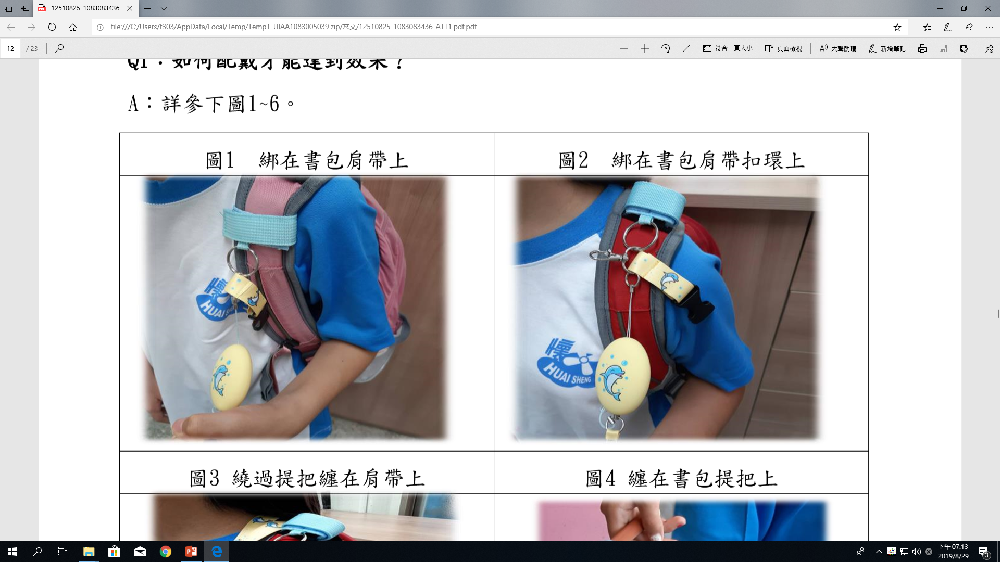 12510825_1083083436_
file:///C:/Users/t303/AppData/Local/Temp/Temp1_UIAA1083005039.zip/來文/12510825_1083083436_ATT1.pdf.pdf
12 / 23 符合一頁大小 頁面檢視 大聲朗讀 新增筆記
Q1：如何配戴才能達到效果？
A：詳參下圖1~6。
圖1 綁在書包肩帶上
圖2 綁在書包肩帶扣環上
懷
HUAI SHE
懷
HUAI SHENG
圖3 繞過提把纏在肩帶上
圖4 纏在書包提把上
下午 07:13
2019/8/29
3